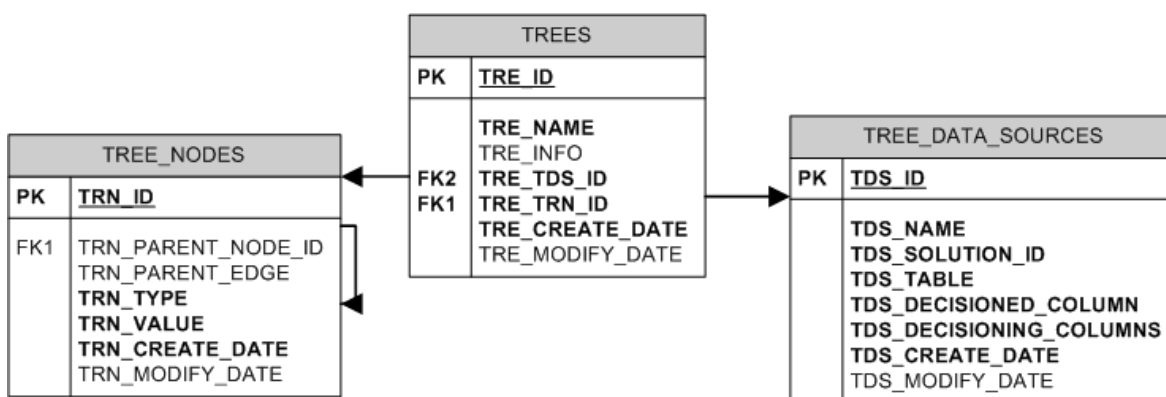 TREES
PK TRE_ID
TRE_NAME
TRE_INFO
FK2 TRE_TDS_ID
FK1 TRE_TRN_ID
TRE_CREATE_DATE
TRE_MODIFY_DATE
TREE_NODES
PK TRN_ID
FK1 TRN_PARENT_NODE_ID
TRN_PARENT_EDGE
TRN_TYPE
TRN_VALUE
TRN_CREATE_DATE
TRN_MODIFY_DATE
TREE_DATA_SOURCES
PK TDS_ID
TDS_NAME
TDS_SOLUTION_ID
TDS_TABLE
TDS_DECISIONED_COLUMN
TDS_DECISIONING_COLUMNS
TDS_CREATE_DATE
TDS_MODIFY_DATE